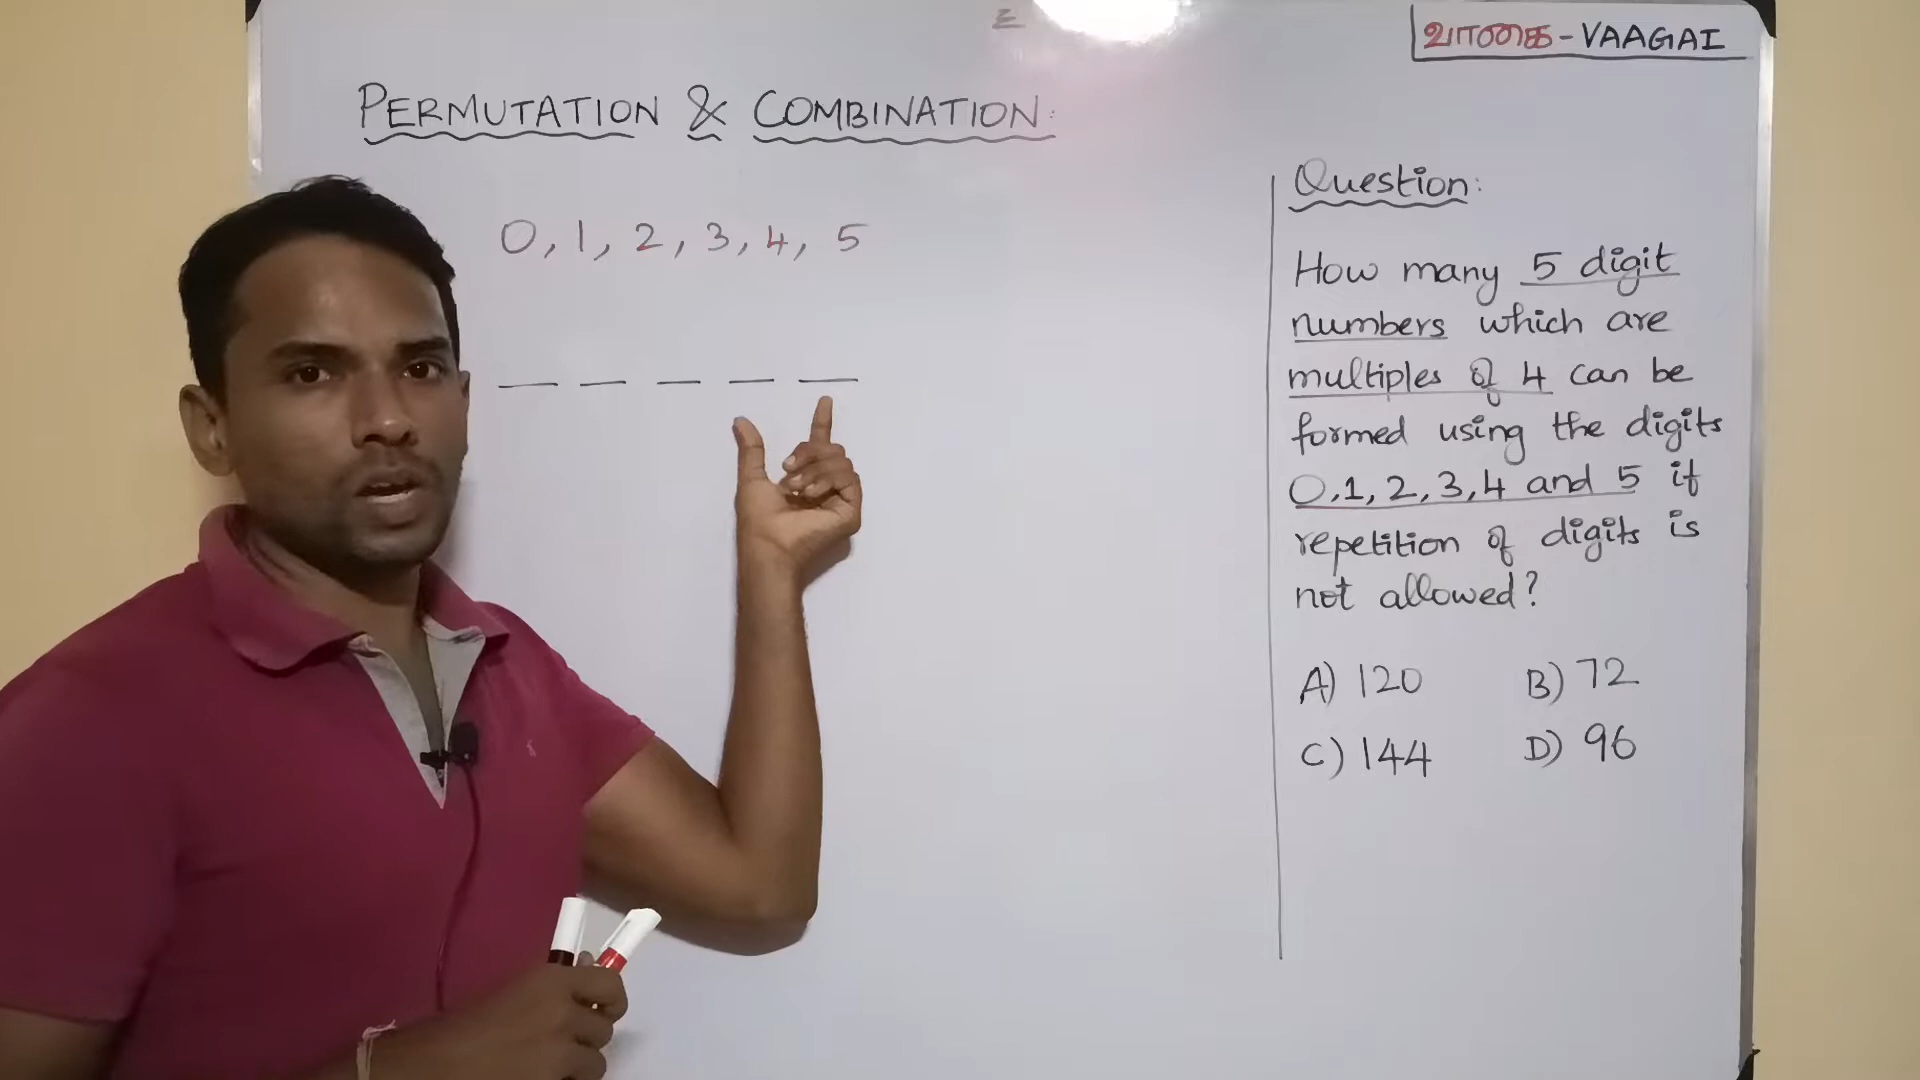 வாகை - VAAGAI
PERMUTATION & COMBINATION:
0, 1, 2, 3, 4, 5
Question:
How many 5 digit
numbers which are
multiples of 4 can be
formed using the digits
0,1,2,3,4 and 5 if
repetition of digits is
not allowed?
A) 120 B) 72
C) 144 D) 96